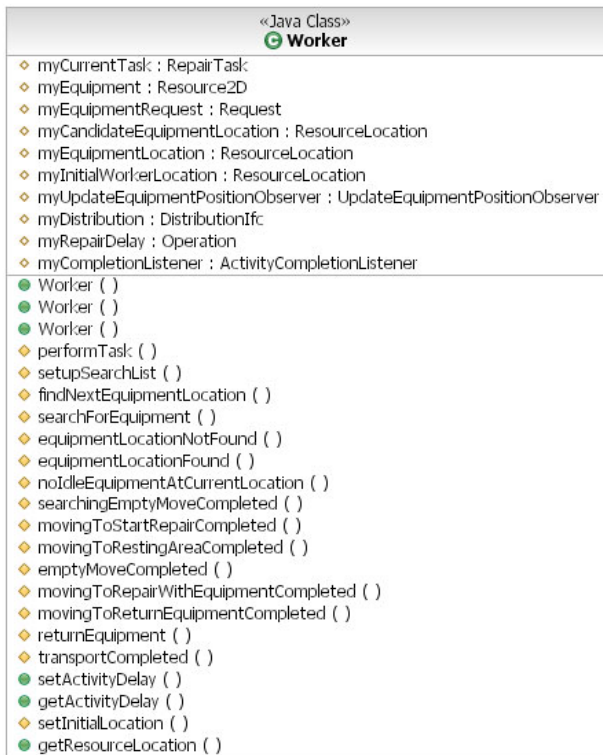 «Java Class»
C Worker
myCurrentTask : RepairTask
myEquipment : Resource2D
myEquipmentRequest : Request
myCandidateEquipmentLocation : ResourceLocation
myEquipmentLocation : ResourceLocation
myInitialWorkerLocation : ResourceLocation
myUpdateEquipmentPositionObserver : UpdateEquipmentPositionObserver
myDistribution : DistributionIfc
myRepairDelay : Operation
myCompletionListener : ActivityCompletionListener
Worker ( )
Worker ( )
Worker ( )
performTask ( )
setupSearchList ( )
findNextEquipmentLocation ( )
searchForEquipment ( )
equipmentLocationNotFound ( )
equipmentLocationFound ( )
noIdleEquipmentAtCurrentLocation ( )
searchingEmptyMoveCompleted ( )
movingToStartRepairCompleted ( )
movingToRestingAreaCompleted ( )
emptyMoveCompleted ( )
movingToRepairWithEquipmentCompleted ( )
movingToReturnEquipmentCompleted ( )
returnEquipment ( )
transportCompleted ( )
setActivityDelay ( )
getActivityDelay ( )
setInitialLocation ( )
getResourceLocation ( )